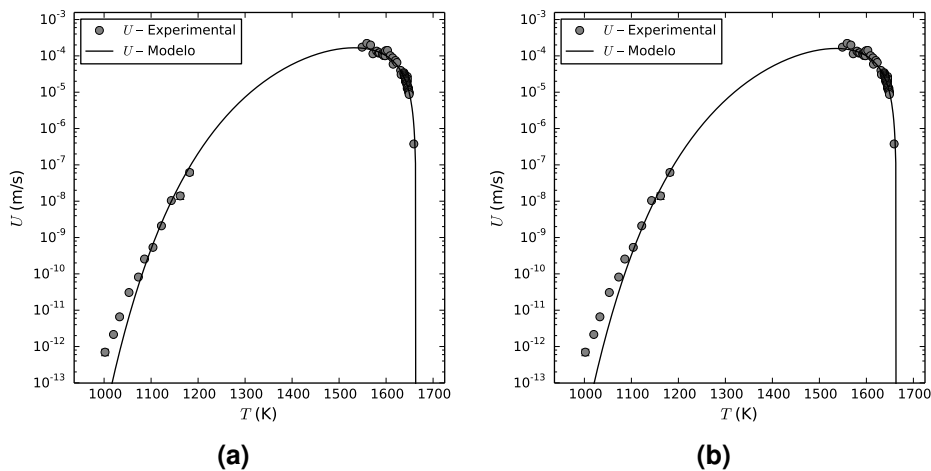 U − Experimental
U − Modelo
10⁻³
10⁻⁴
10⁻⁵
10⁻⁶
10⁻⁷
10⁻⁸
10⁻⁹
10⁻¹⁰
10⁻¹¹
10⁻¹²
10⁻¹³
U (m/s)
1000 1100 1200 1300 1400 1500 1600 1700
T (K)
(a)
U − Experimental
U − Modelo
10⁻³
10⁻⁴
10⁻⁵
10⁻⁶
10⁻⁷
10⁻⁸
10⁻⁹
10⁻¹⁰
10⁻¹¹
10⁻¹²
10⁻¹³
U (m/s)
1000 1100 1200 1300 1400 1500 1600 1700
T (K)
(b)